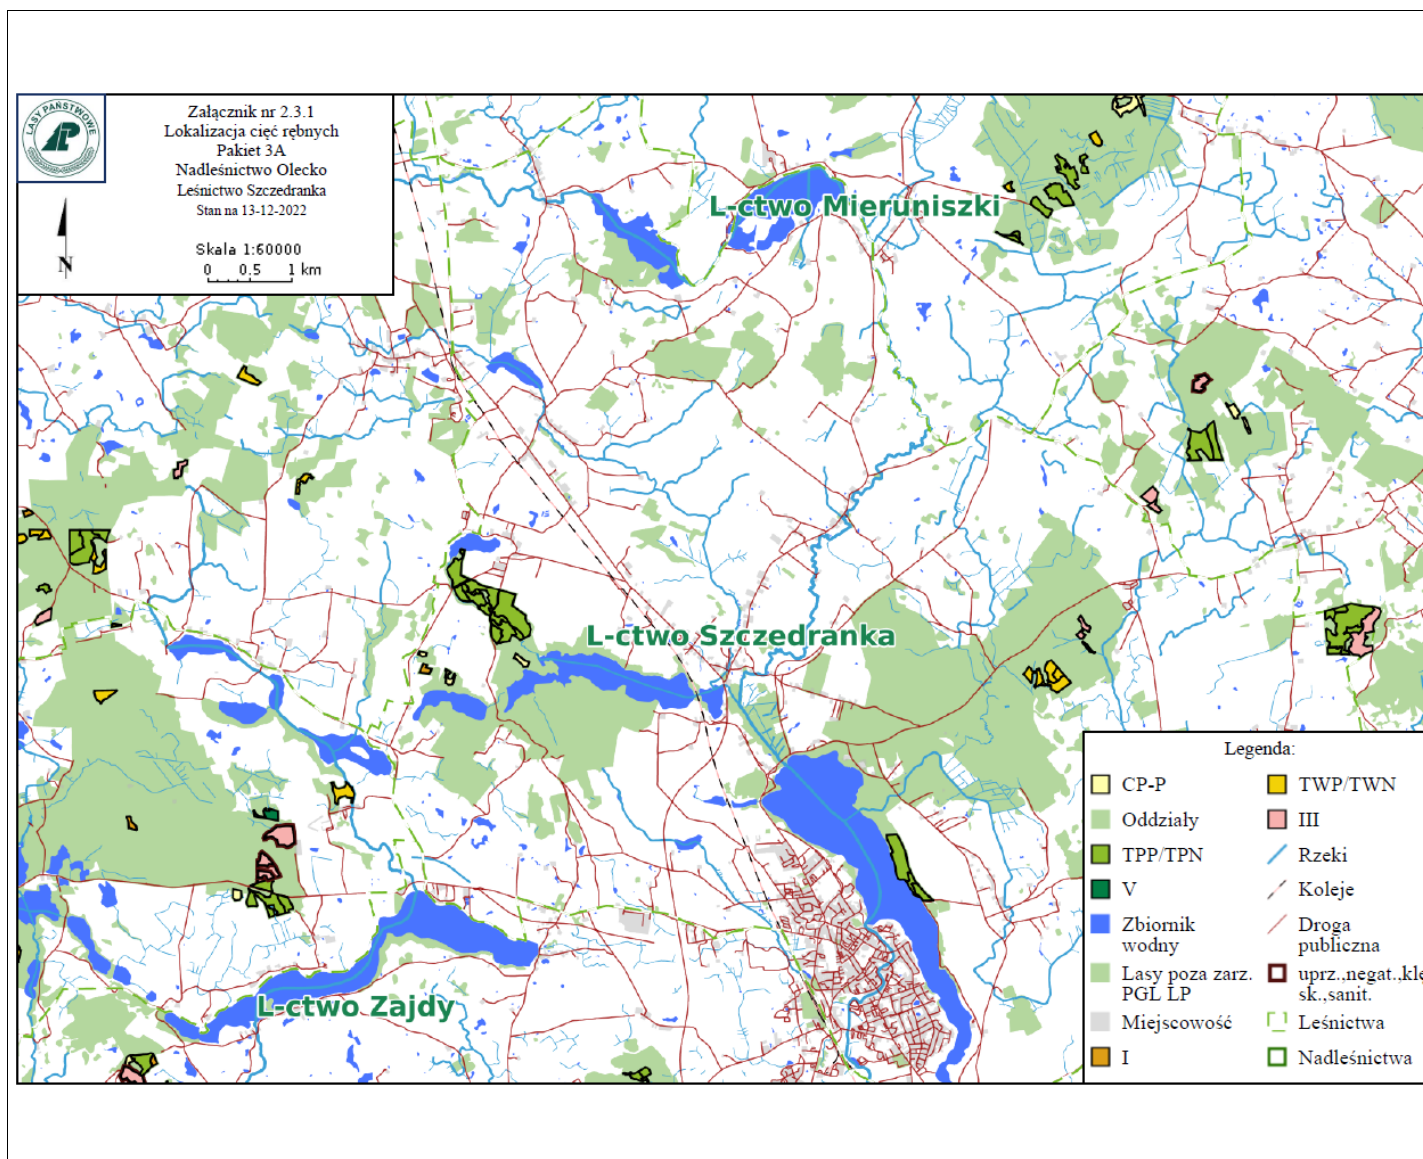 LASY PAŃSTWOWE
Załącznik nr 2.3.1
Lokalizacja cięć rębnych
Pakiet 3A
Nadleśnictwo Olecko
Leśnictwo Szczedranka
Stan na 13-12-2022
N
Skala 1:60000
0 0,5 1 km
L-ctwo Mieruniszki
L-ctwo Szczedranka
L-ctwo Zajdy
Legenda:
CP-P
TWP/TWN
Oddziały
III
TPP/TPN
Rzeki
V
Koleje
Zbiornik
wodny
Droga
publiczna
Lasy poza zarz.
PGL LP
uprz.,negat.,klę
sk.,sanit.
Miejscowość
Leśnictwa
I
Nadleśnictwa